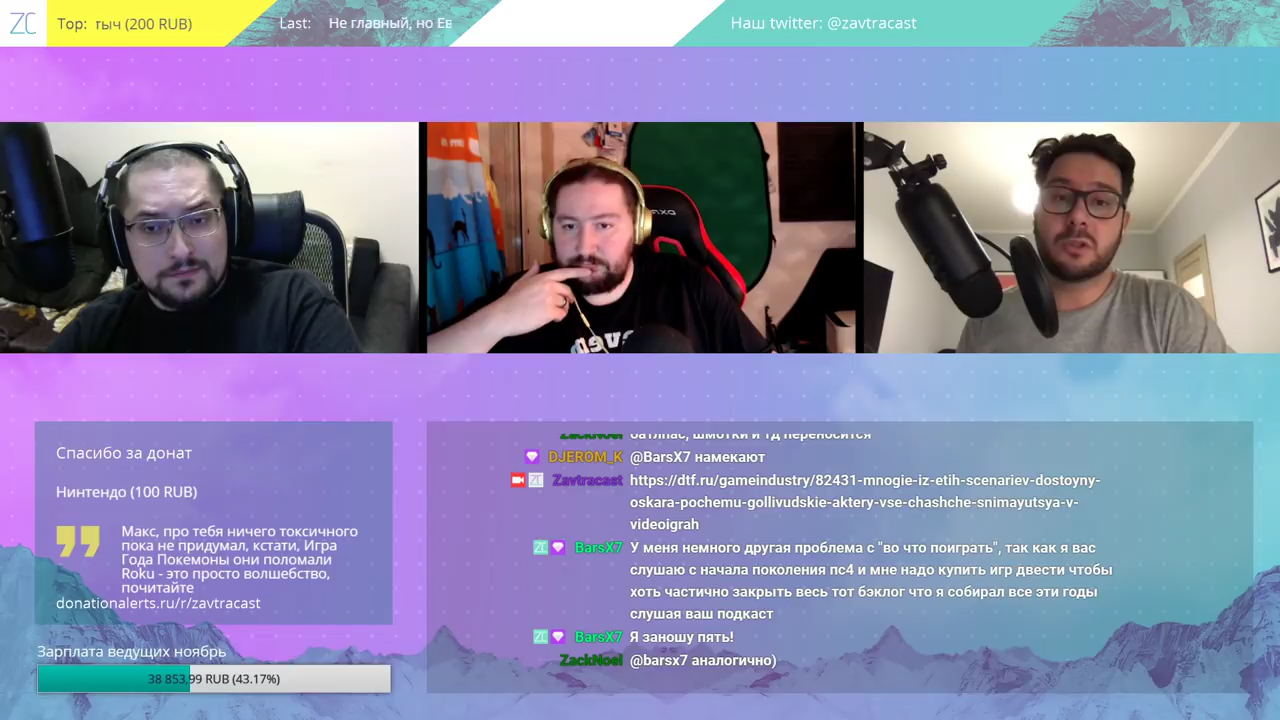 ZC
Top: тыч (200 RUB)
Last: Не главный, но Ев
Наш twitter: @zavtracast
Спасибо за донат
Нинтендо (100 RUB)
Макс, про тебя ничего токсичного
пока не придумал, кстати, Игра
Года Покемоны они поломали
Roku - это просто волшебство,
почитайте
donationalerts.ru/r/zavtracast
Зарплата ведущих ноябрь
38 853,99 RUB (43.17%)
ZackNoel батлпас, шмотки и тд переносится
DJEROM_K @BarsX7 намекают
ZC Zavtracast https://dtf.ru/gameindustry/82431-mnogie-iz-etih-scenariev-dostoyny-
oskara-pochemu-gollivudskie-aktery-vse-chashche-snimayutsya-v-
videoigrah
ZC BarsX7 У меня немного другая проблема с "во что поиграть", так как я вас
слушаю с начала поколения пс4 и мне надо купить игр двести чтобы
хоть частично закрыть весь тот бэклог что я собирал все эти годы
слушая ваш подкаст
ZC BarsX7 Я заношу пять!
ZackNoel @barsx7 аналогично)